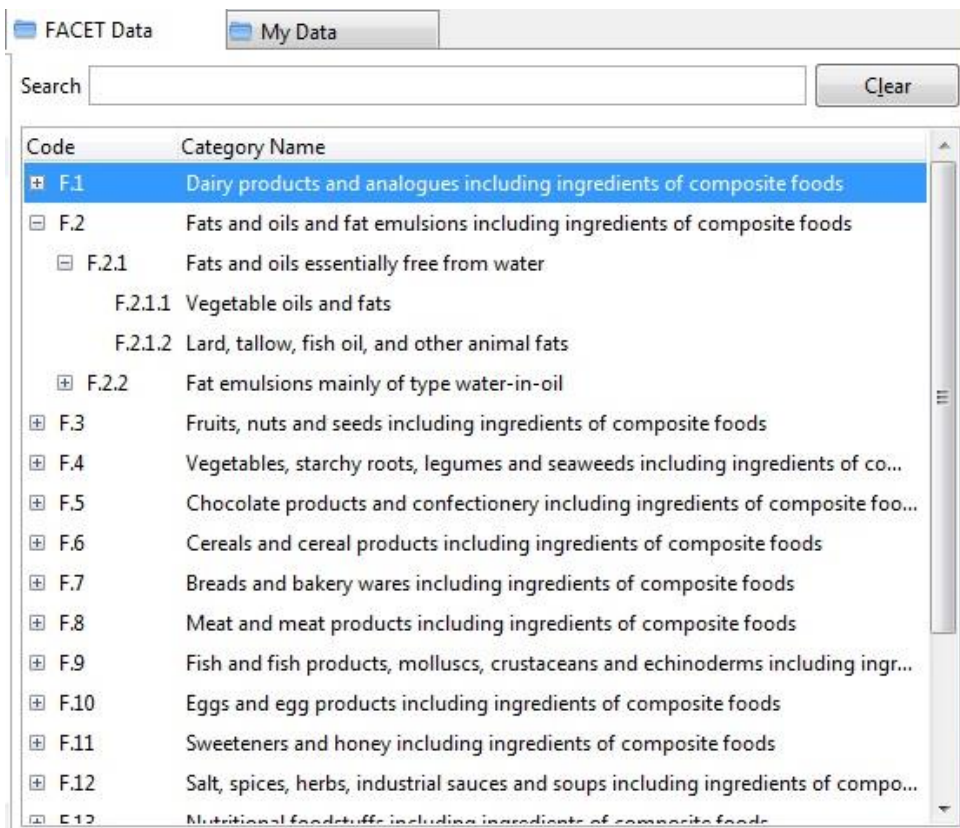 FACET Data My Data
Search Clear
Code Category Name
F.1 Dairy products and analogues including ingredients of composite foods
F.2 Fats and oils and fat emulsions including ingredients of composite foods
F.2.1 Fats and oils essentially free from water
F.2.1.1 Vegetable oils and fats
F.2.1.2 Lard, tallow, fish oil, and other animal fats
F.2.2 Fat emulsions mainly of type water-in-oil
F.3 Fruits, nuts and seeds including ingredients of composite foods
F.4 Vegetables, starchy roots, legumes and seaweeds including ingredients of co...
F.5 Chocolate products and confectionery including ingredients of composite foo...
F.6 Cereals and cereal products including ingredients of composite foods
F.7 Breads and bakery wares including ingredients of composite foods
F.8 Meat and meat products including ingredients of composite foods
F.9 Fish and fish products, molluscs, crustaceans and echinoderms including ingr...
F.10 Eggs and egg products including ingredients of composite foods
F.11 Sweeteners and honey including ingredients of composite foods
F.12 Salt, spices, herbs, industrial sauces and soups including ingredients of compo...
F.13 Nutritional foodstuffs including ingredients of composite foods